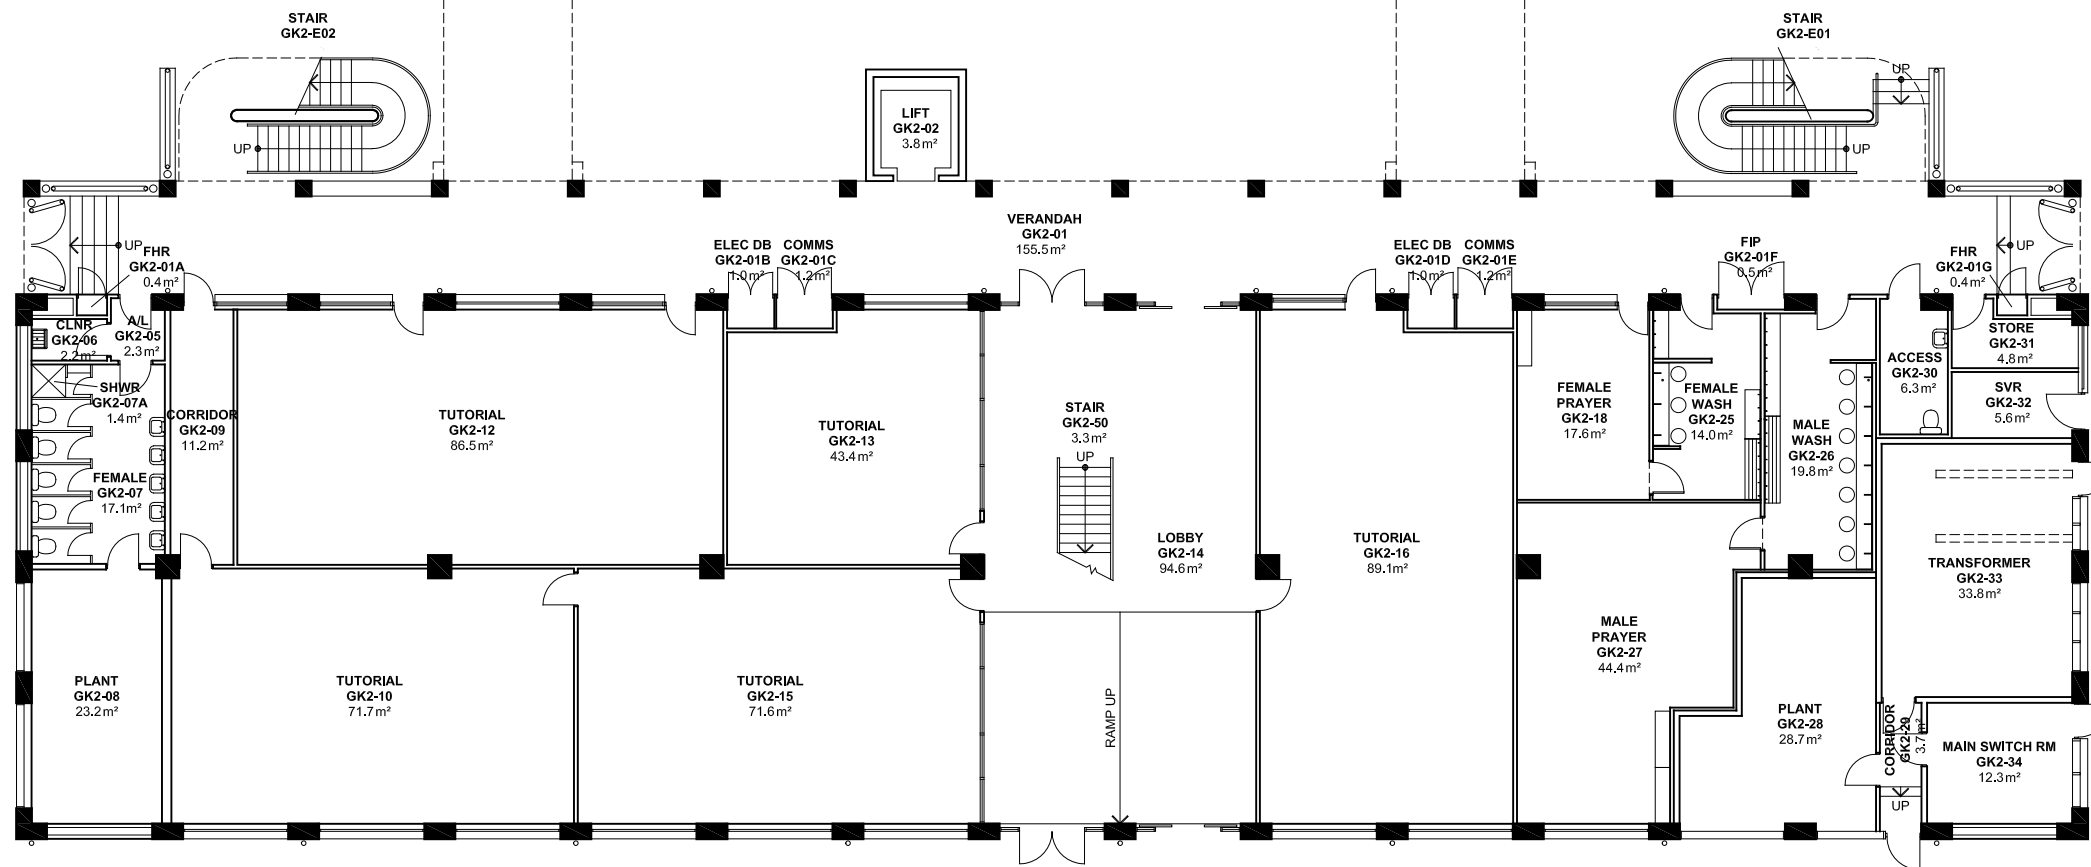 STAIR
GK2-E02
UP
LIFT
GK2-02
3.8m²
STAIR
GK2-E01
UP
UP
UP
FHR
GK2-01A
0.4m²
ELEC DB
GK2-01B
1.0m²
COMMS
GK2-01C
1.2m²
VERANDAH
GK2-01
155.5m²
ELEC DB
GK2-01D
1.0m²
COMMS
GK2-01E
1.2m²
FIP
GK2-01F
0.5m²
FHR
GK2-01G
0.4m²
UP
CLNR
GK2-06
2.2m²
A/L
GK2-05
2.3m²
SHWR
GK2-07A
1.4m²
FEMALE
GK2-07
17.1m²
CORRIDOR
GK2-09
11.2m²
TUTORIAL
GK2-12
86.5m²
TUTORIAL
GK2-13
43.4m²
STAIR
GK2-50
3.3m²
UP
LOBBY
GK2-14
94.6m²
TUTORIAL
GK2-16
89.1m²
FEMALE
PRAYER
GK2-18
17.6m²
FEMALE
WASH
GK2-25
14.0m²
MALE
WASH
GK2-26
19.8m²
ACCESS
GK2-30
6.3m²
STORE
GK2-31
4.8m²
SVR
GK2-32
5.6m²
TRANSFORMER
GK2-33
33.8m²
PLANT
GK2-08
23.2m²
TUTORIAL
GK2-10
71.7m²
TUTORIAL
GK2-15
71.6m²
RAMP UP
MALE
PRAYER
GK2-27
44.4m²
PLANT
GK2-28
28.7m²
CORRIDOR
GK2-29
3.7m²
UP
MAIN SWITCH RM
GK2-34
12.3m²